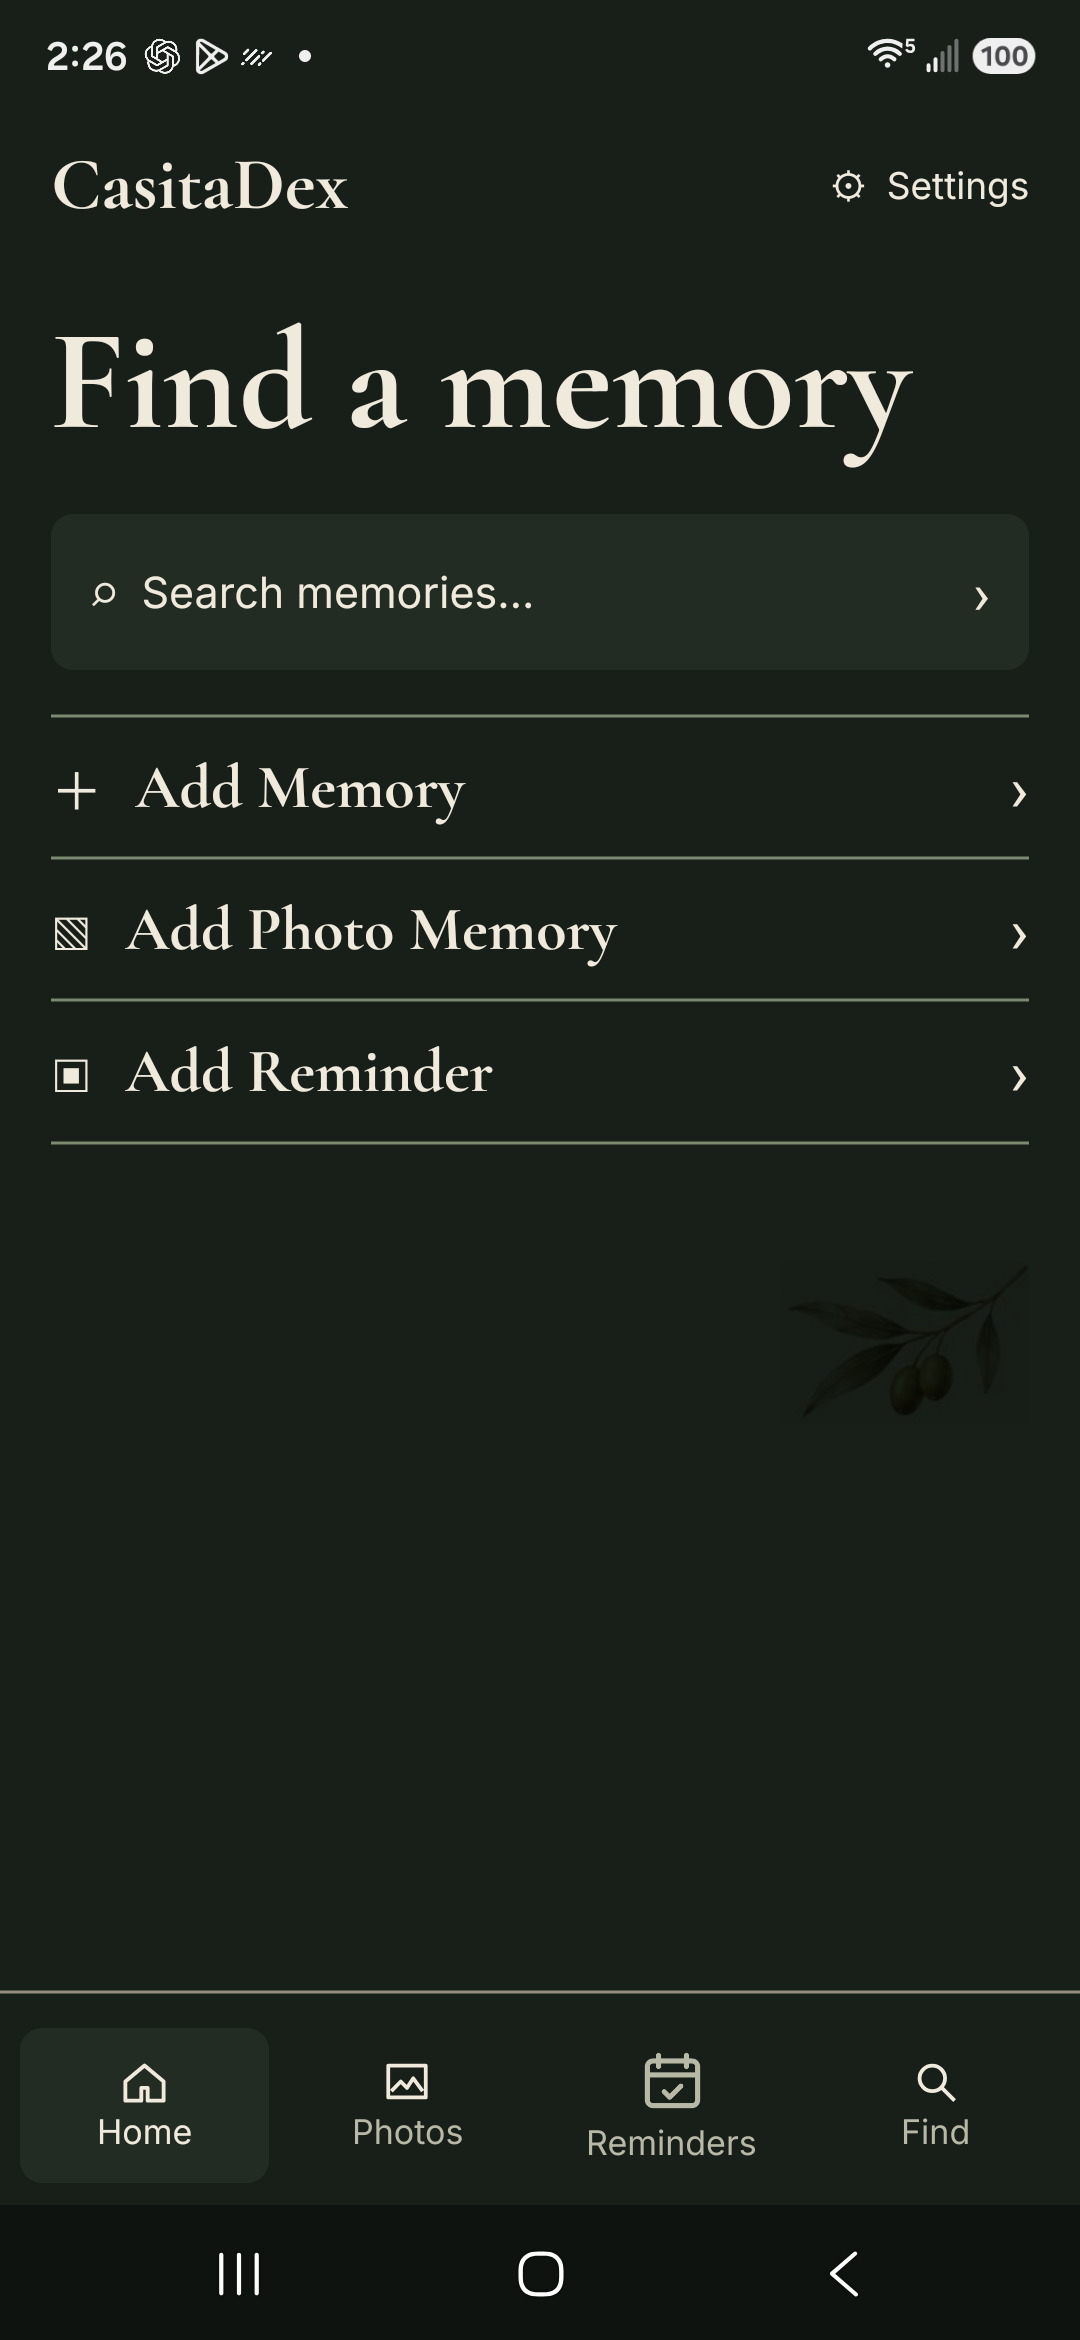 2:26
5
100
CasitaDex
Settings
Find a memory
Search memories...
Add Memory
Add Photo Memory
Add Reminder
Home
Photos
Reminders
Find